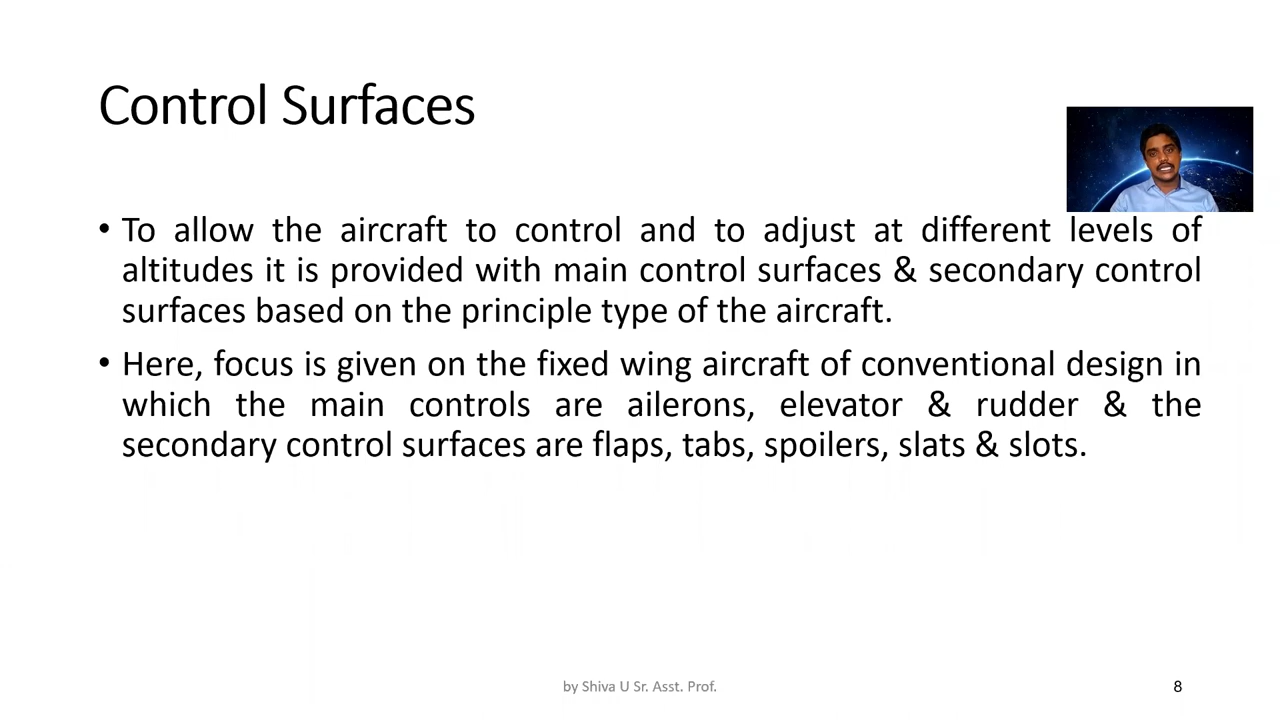 Control Surfaces
• To allow the aircraft to control and to adjust at different levels of
altitudes it is provided with main control surfaces & secondary control
surfaces based on the principle type of the aircraft.
• Here, focus is given on the fixed wing aircraft of conventional design in
which the main controls are ailerons, elevator & rudder & the
secondary control surfaces are flaps, tabs, spoilers, slats & slots.
by Shiva U Sr. Asst. Prof.
8